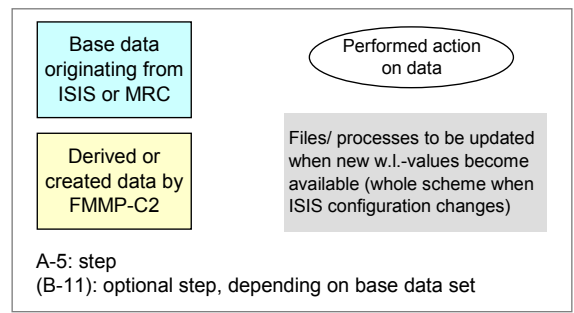 Base data
originating from
ISIS or MRC
Performed action
on data
Derived or
created data by
FMMP-C2
Files/ processes to be updated
when new w.l.-values become
available (whole scheme when
ISIS configuration changes)
A-5: step
(B-11): optional step, depending on base data set